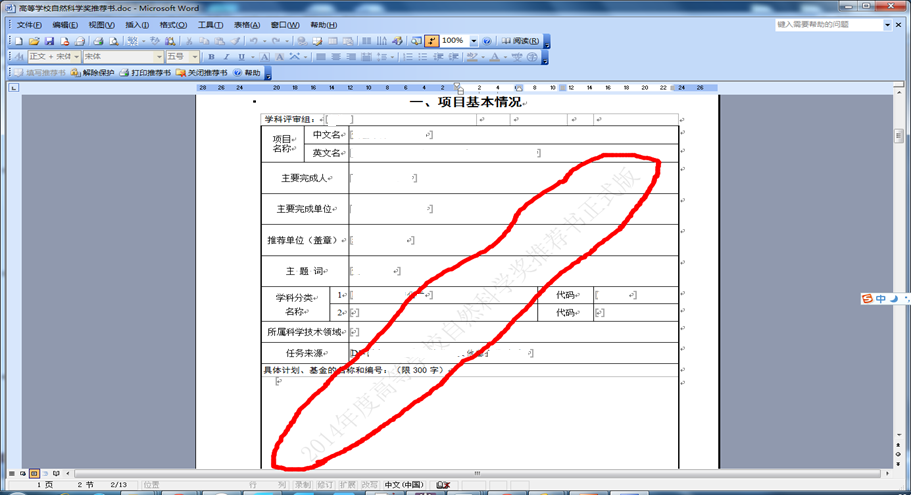 高等学校自然科学奖推荐书.doc - Microsoft Word
文件(F) 编辑(E) 视图(V) 插入(I) 格式(O) 工具(T) 表格(A) 窗口(W) 帮助(H) 键入需要帮助的问题
100% 阅读(R)
正文 + 宋体 宋体 五号
填写推荐书 解除保护 打印推荐书 关闭推荐书 帮助
28 26 24 20 18 16 14 12 10 8 6 4 2 2 4 6 8 10 12 14 16 18 20 22 24 26
一、项目基本情况
学科评审组：
项目名称 中文名
英文名
主要完成人
主要完成单位
推荐单位（盖章）
主 题 词
学科分类名称 1 代码
2 代码
所属科学技术领域
任务来源
具体计划、基金的名称和编号：（限 300 字）
2014年度高等学校自然科学奖推荐书正式版
中
1 页 2 节 2/13 位置 行 列 录制 修订 扩展 改写 中文(中国)